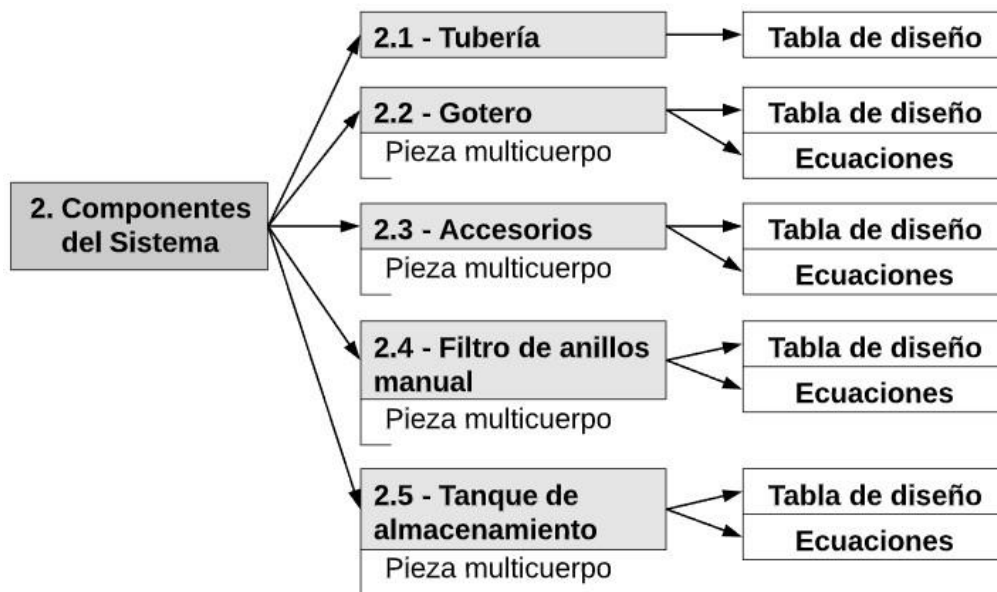 2. Componentes
del Sistema
2.1 - Tubería
Tabla de diseño
2.2 - Gotero
Pieza multicuerpo
Tabla de diseño
Ecuaciones
2.3 - Accesorios
Pieza multicuerpo
Tabla de diseño
Ecuaciones
2.4 - Filtro de anillos
manual
Pieza multicuerpo
Tabla de diseño
Ecuaciones
2.5 - Tanque de
almacenamiento
Pieza multicuerpo
Tabla de diseño
Ecuaciones